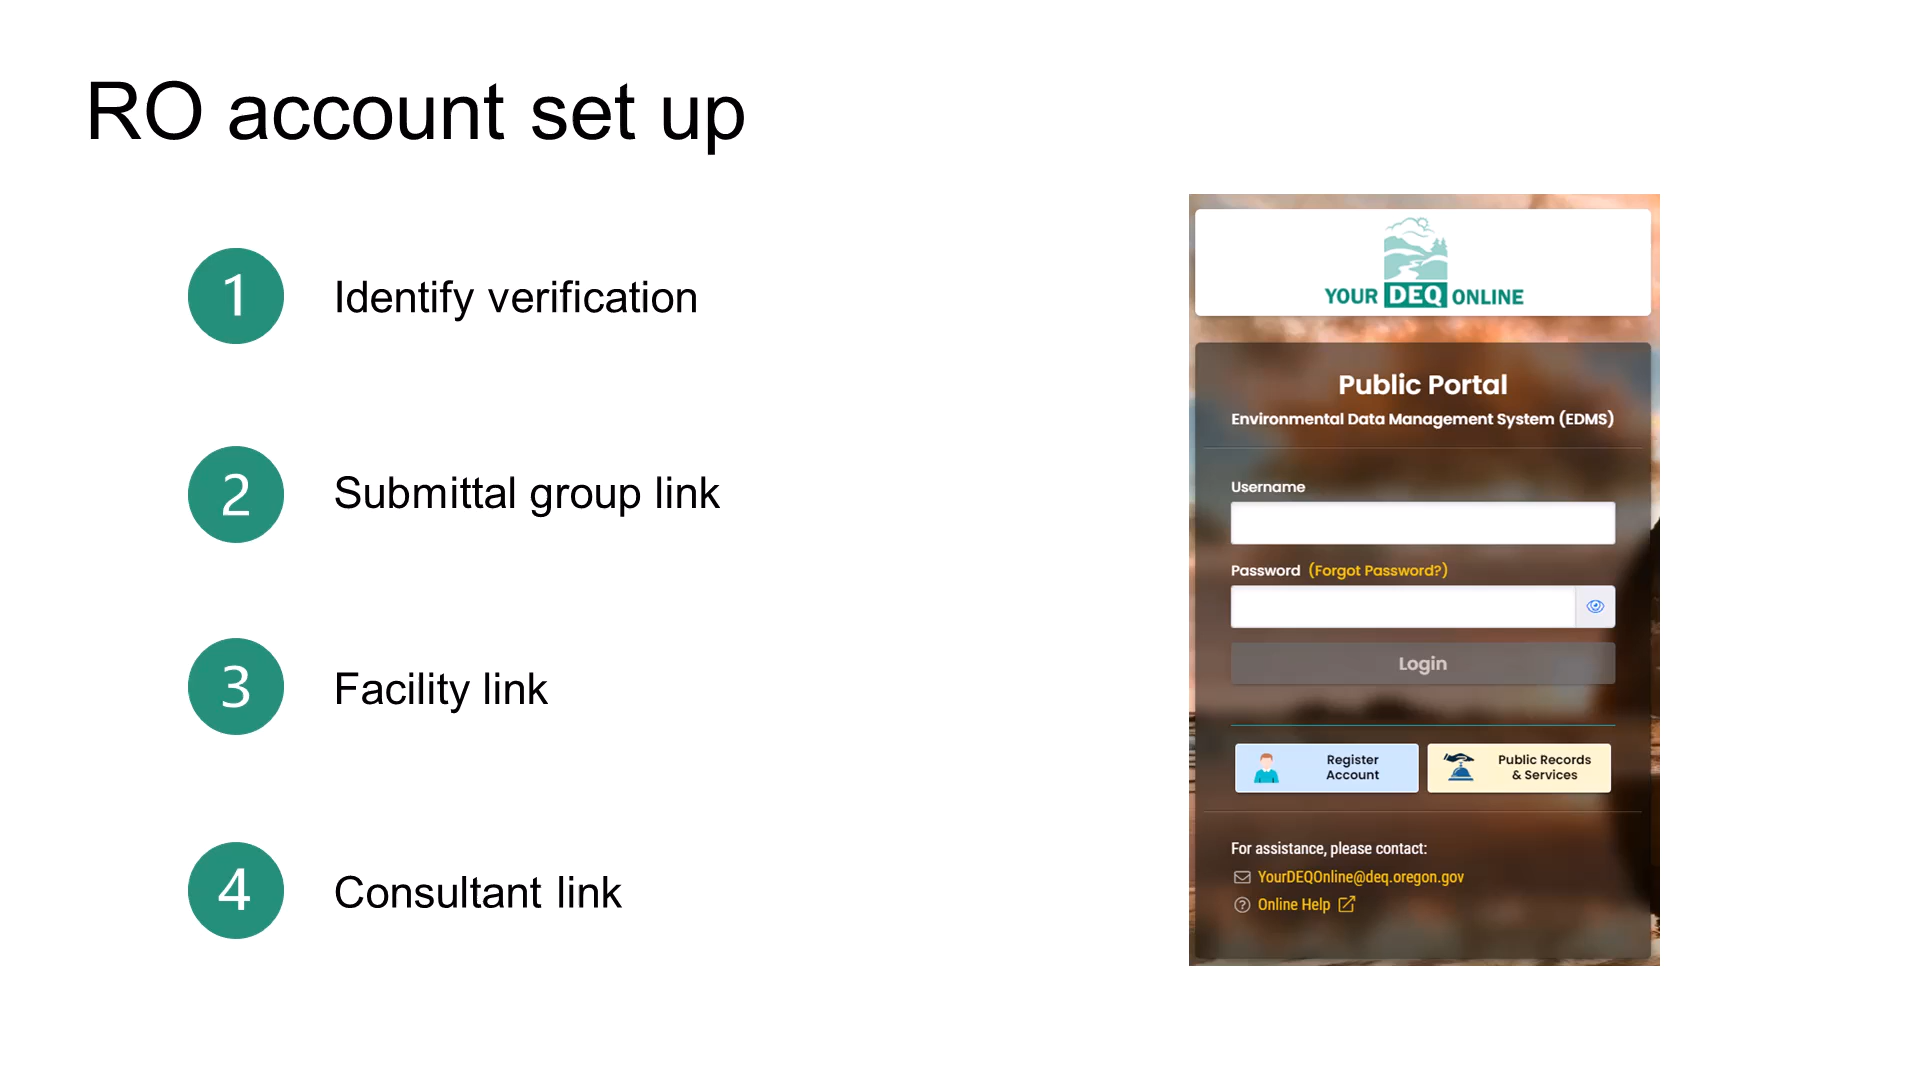 RO account set up
1 Identify verification
2 Submittal group link
3 Facility link
4 Consultant link
YOUR DEQ ONLINE
Public Portal
Environmental Data Management System (EDMS)
Username
Password (Forgot Password?)
Login
Register
Account
Public Records
& Services
For assistance, please contact:
YourDEQOnline@deq.oregon.gov
Online Help